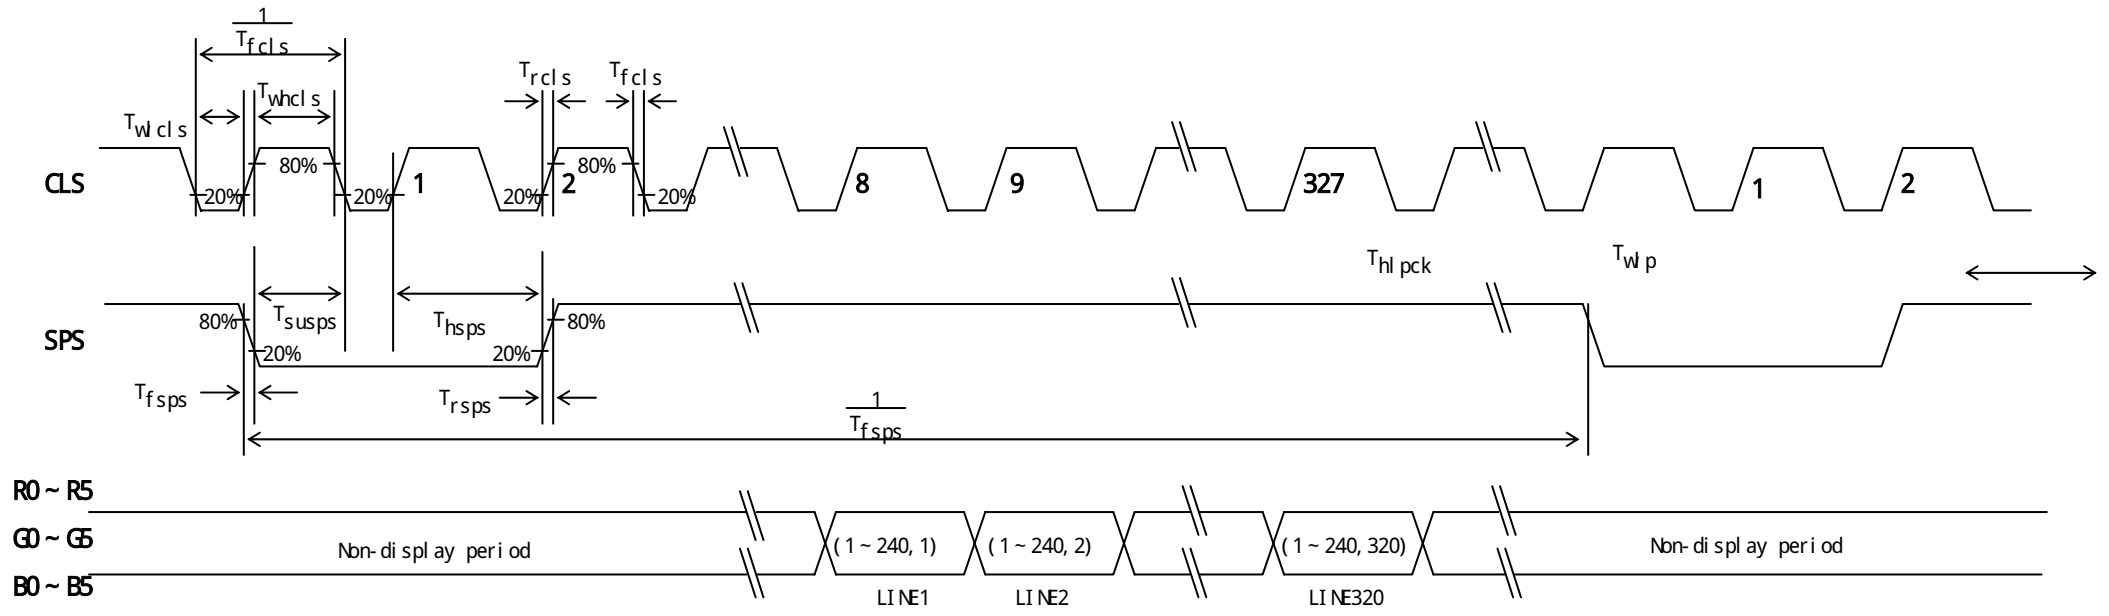 1
Tfcls
Twhcls
Trcls
Tfcls
Twlcls
CLS
20%
80%
20%
1
20%
2
80%
20%
8
9
327
1
2
Thlpck
Twlp
SPS
80%
20%
Tsusps
Thsps
20%
80%
Tfsps
Trsps
1
Tfsps
R0 ~ R5
G0 ~ G5
B0 ~ B5
Non-display period
(1 ~ 240, 1)
(1 ~ 240, 2)
(1 ~ 240, 320)
Non-display period
LINE1
LINE2
LINE320